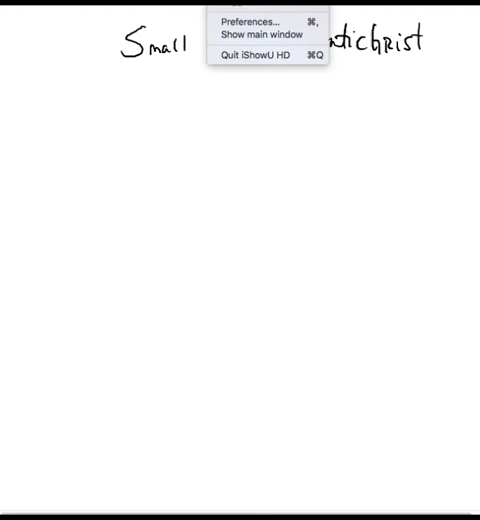 Small ntichrist
Preferences... ⌘,
Show main window
Quit iShowU HD ⌘Q